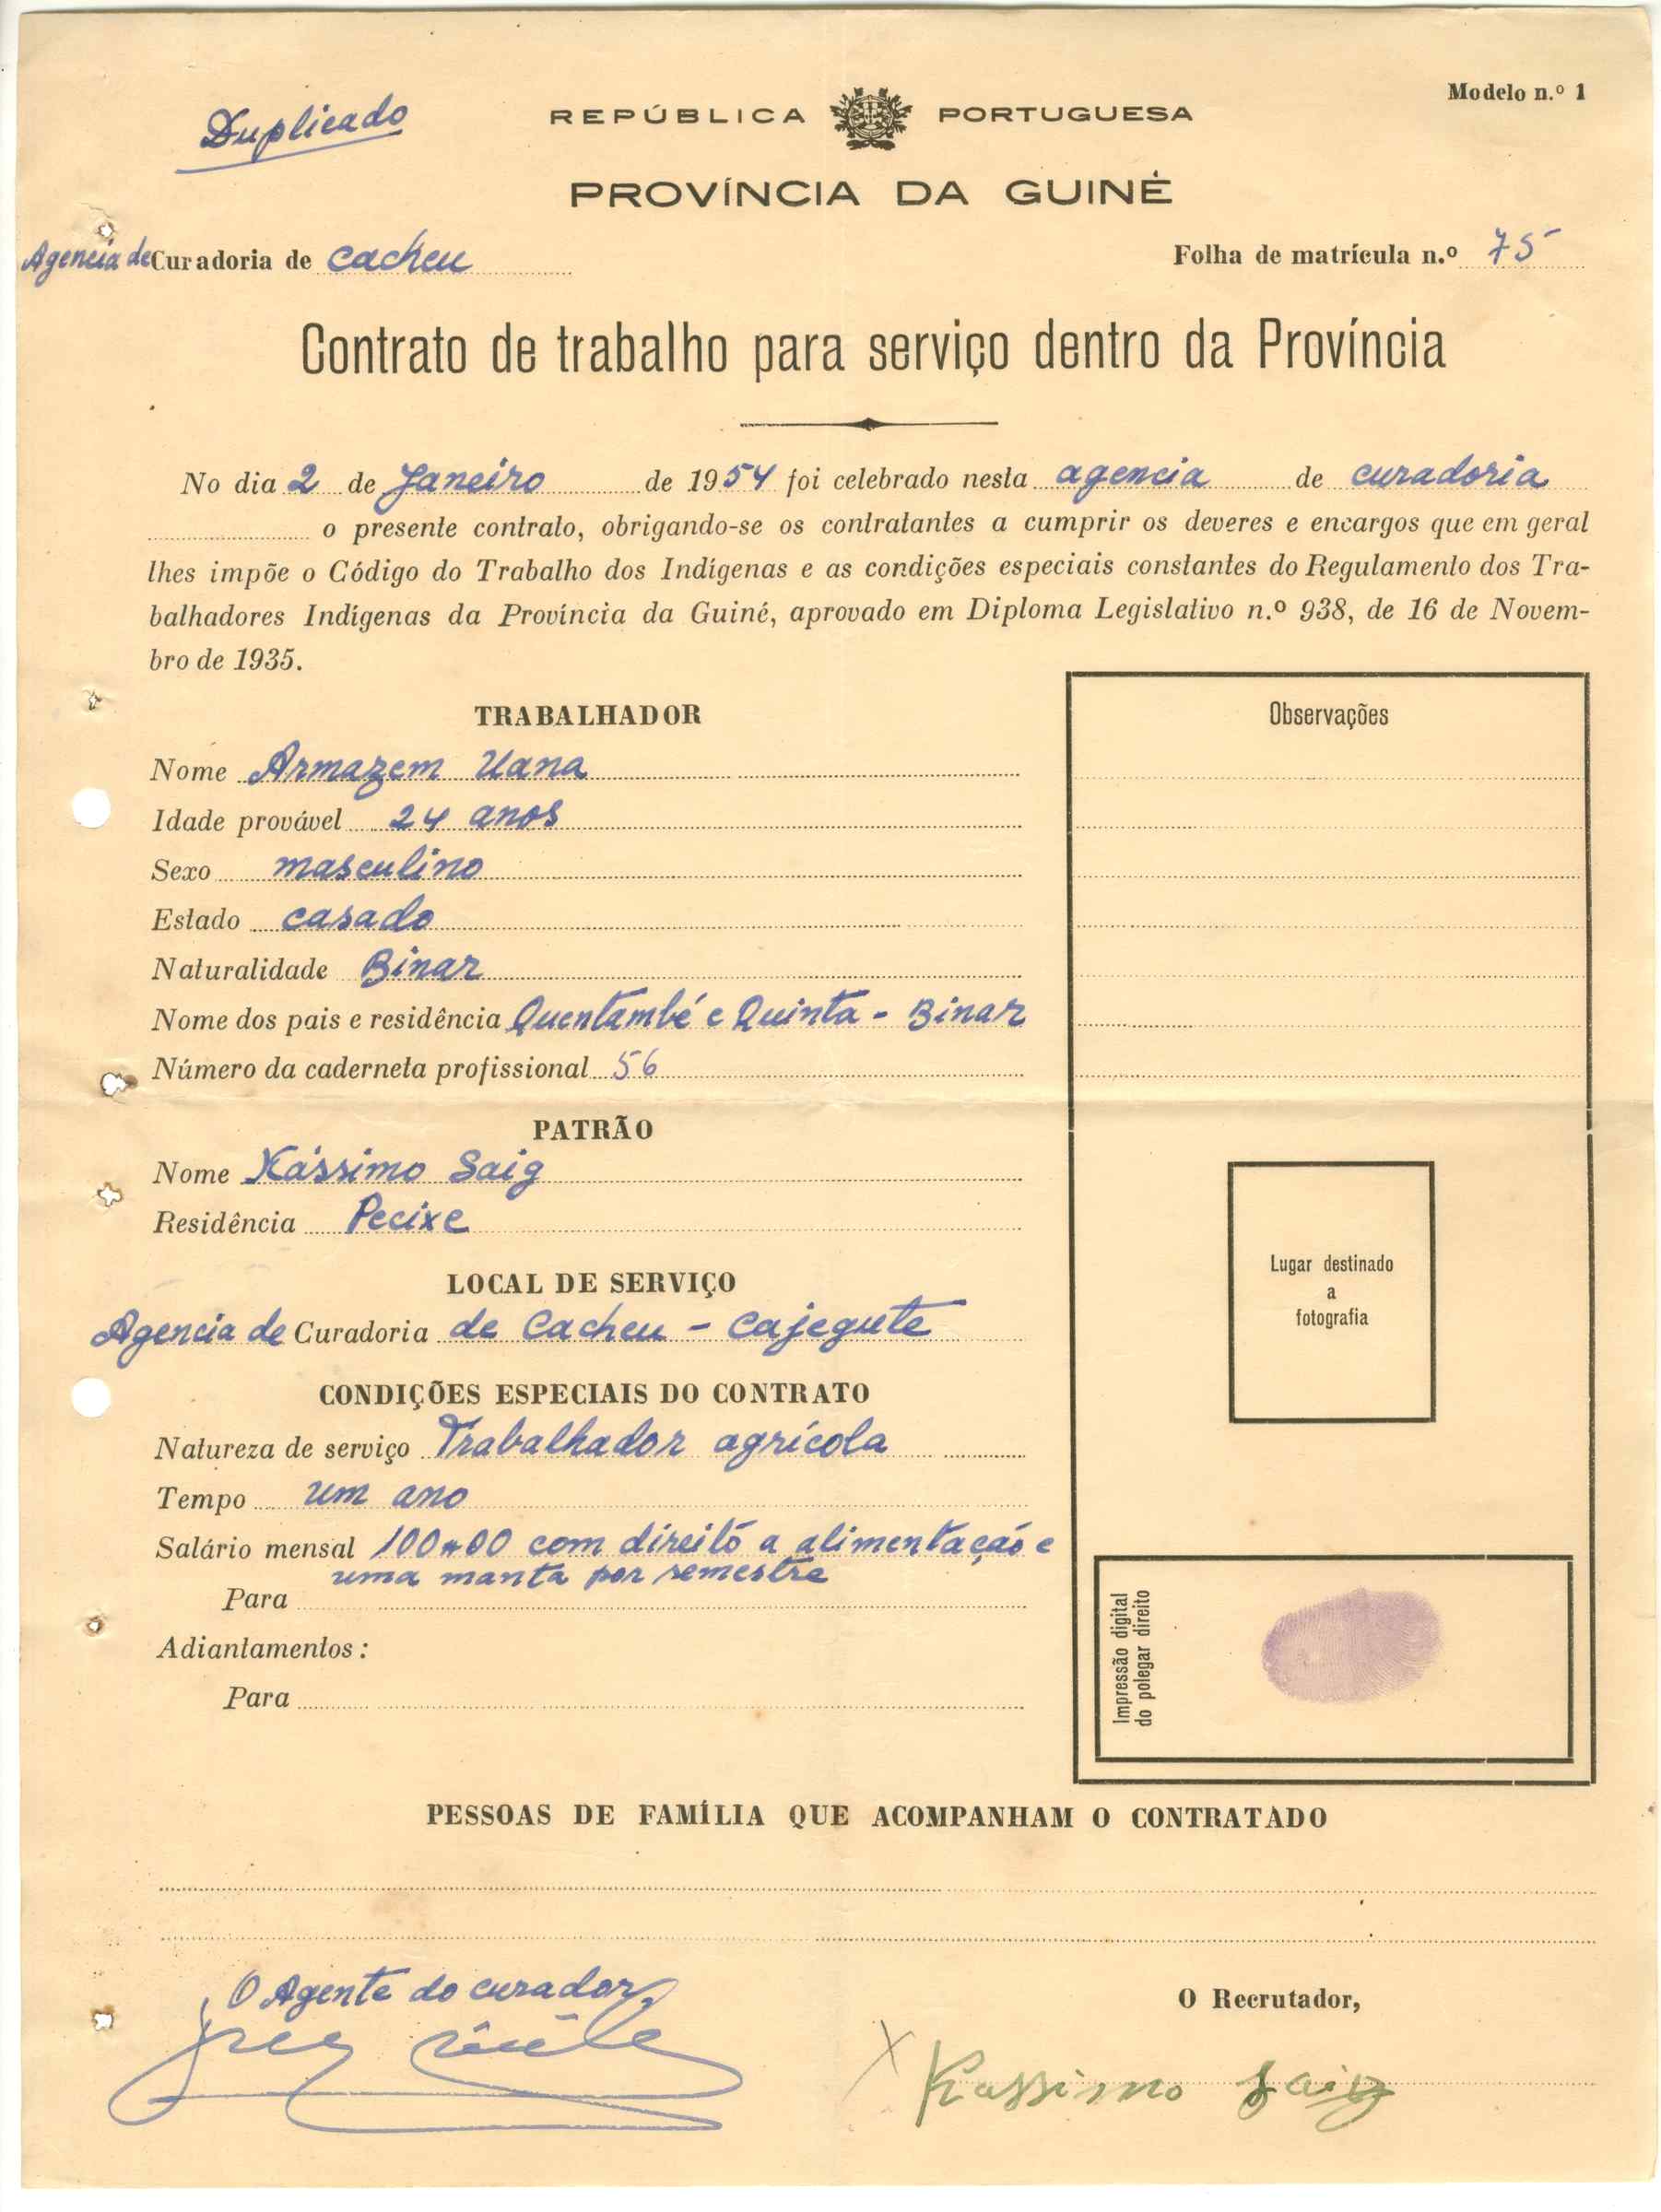 Duplicado
REPÚBLICA PORTUGUESA
Modelo n.º 1
PROVÍNCIA DA GUINÉ
Agencia de Curadoria de Cacheu
Folha de matrícula n.º 75
Contrato de trabalho para serviço dentro da Província
No dia 2 de Janeiro de 1954 foi celebrado nesta agencia de curadoria
o presente contrato, obrigando-se os contratantes a cumprir os deveres e encargos que em geral
lhes impõe o Código do Trabalho dos Indígenas e as condições especiais constantes do Regulamento dos Tra-
balhadores Indígenas da Província da Guiné, aprovado em Diploma Legislativo n.º 938, de 16 de Novem-
bro de 1935.
TRABALHADOR
Nome Armazem Uana
Idade provável 24 anos
Sexo masculino
Estado casado
Naturalidade Binar
Nome dos pais e residência Quentambé e Quinta - Binar
Número da caderneta profissional 56
PATRÃO
Nome Kássimo Saig
Residência Pecixe
LOCAL DE SERVIÇO
Agencia de Curadoria de Cacheu - Cajegute
CONDIÇÕES ESPECIAIS DO CONTRATO
Natureza de serviço Trabalhador agrícola
Tempo um ano
Salário mensal 100$00 com direito a alimentação e
uma manta por semestre
Para
Adiantamentos:
Para
Observações
Lugar destinado
a
fotografia
Impressão digital
do polegar direito
PESSOAS DE FAMÍLIA QUE ACOMPANHAM O CONTRATADO
O Agente do curador,
O Recrutador,
X Kassimo Saig